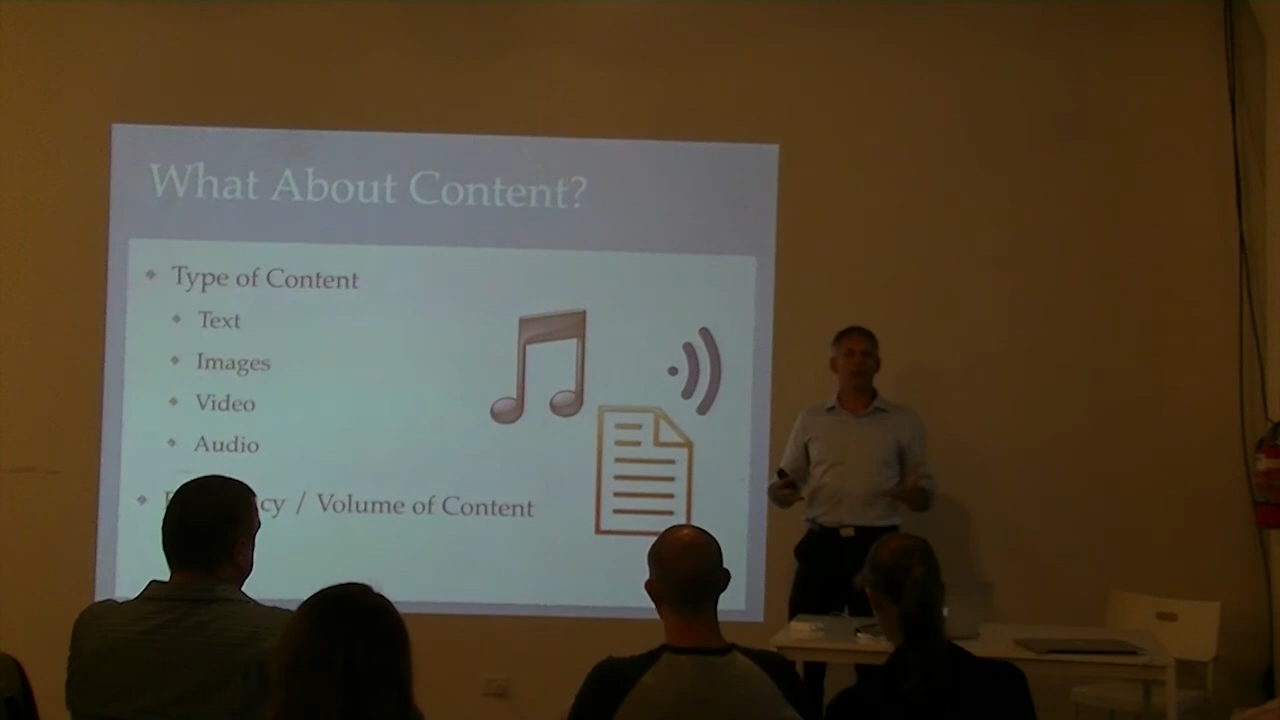 What About Content?
Type of Content
Text
Images
Video
Audio
/ Volume of Content